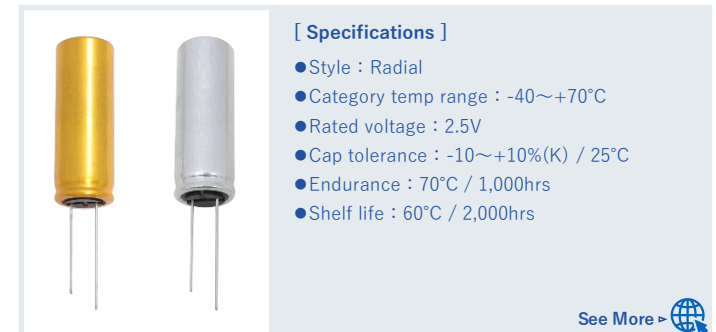 [ Specifications ]
●Style：Radial
●Category temp range：-40～+70℃
●Rated voltage：2.5V
●Cap tolerance：-10～+10%(K) / 25℃
●Endurance：70℃ / 1,000hrs
●Shelf life：60℃ / 2,000hrs
See More ▹